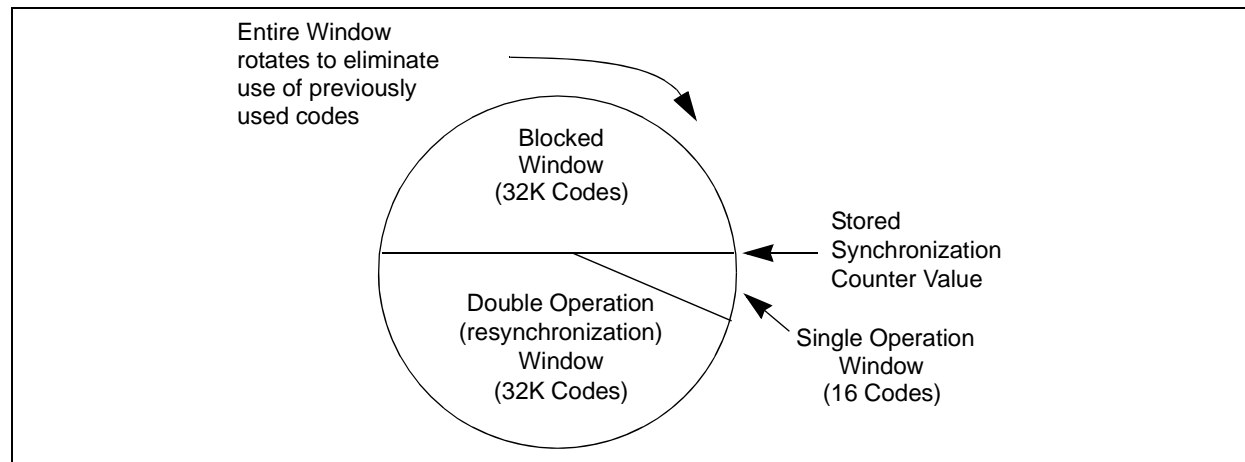 Entire Window
rotates to eliminate
use of previously
used codes
Blocked
Window
(32K Codes)
Stored
Synchronization
Counter Value
Double Operation
(resynchronization)
Window
(32K Codes)
Single Operation
Window
(16 Codes)